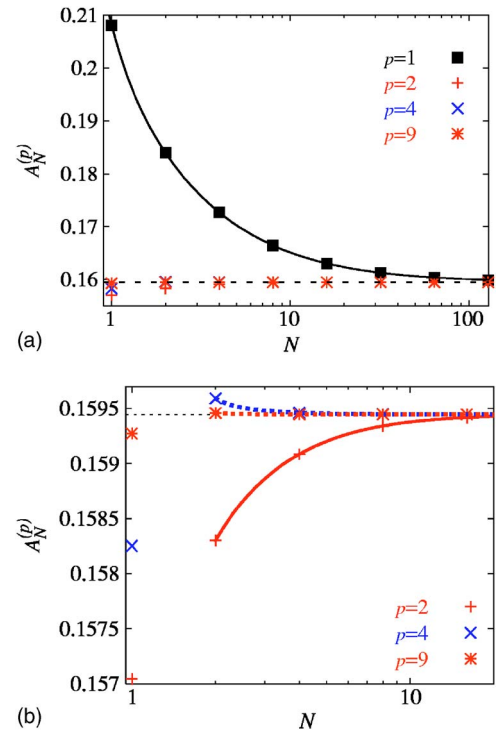 0.21
0.2
0.19
0.18
0.17
0.16
A_N^(p)
p=1
p=2
p=4
p=9
1
10
100
N
(a)
0.1595
0.159
0.1585
0.158
0.1575
0.157
A_N^(p)
p=2
p=4
p=9
1
10
N
(b)